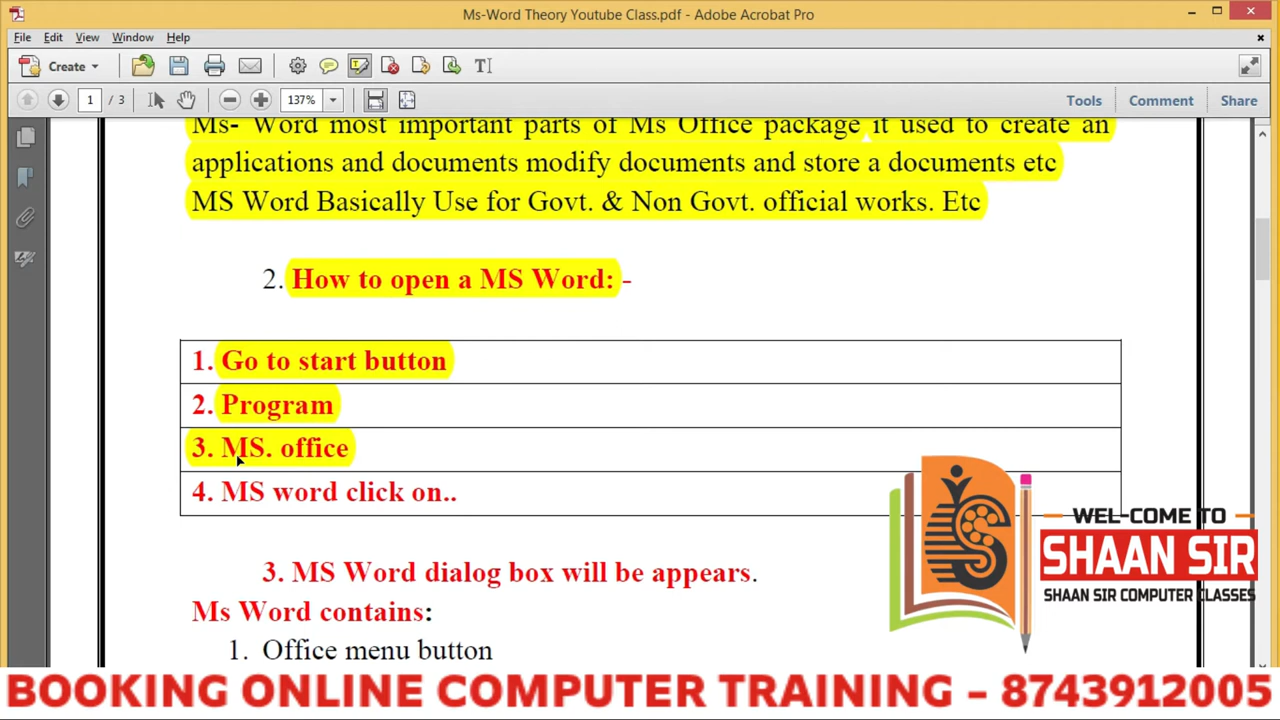 Ms-Word Theory Youtube Class.pdf - Adobe Acrobat Pro
File Edit View Window Help
Create
1 / 3 137% Tools Comment Share
Ms- Word most important parts of Ms Office package it used to create an
applications and documents modify documents and store a documents etc
MS Word Basically Use for Govt. & Non Govt. official works. Etc
2. How to open a MS Word: -
1. Go to start button
2. Program
3. MS. office
4. MS word click on..
WEL-COME TO
SHAAN SIR
SHAAN SIR COMPUTER CLASSES
3. MS Word dialog box will be appears.
Ms Word contains:
1. Office menu button
BOOKING ONLINE COMPUTER TRAINING – 8743912005